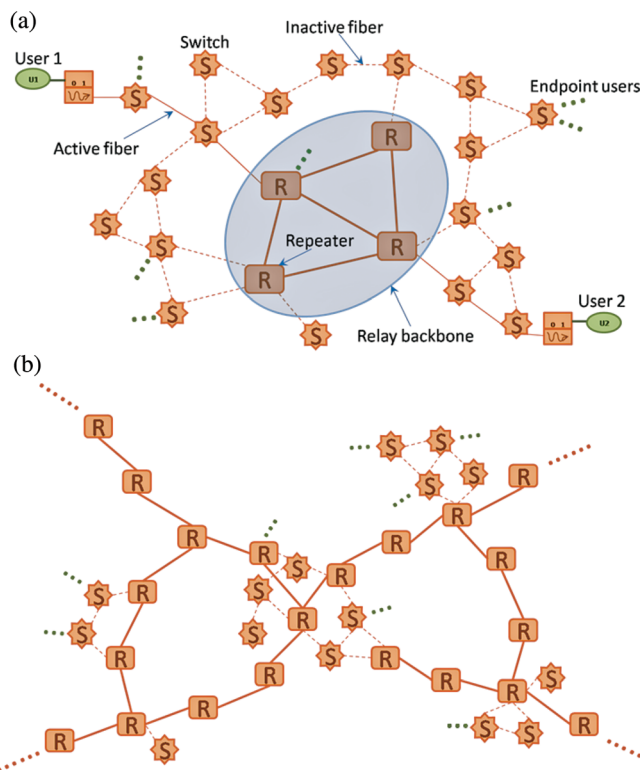 (a)
Inactive fiber
Switch
User 1
S S S
U1 0 1 S S S Endpoint users
S
Active fiber S R S
S R
S S
S Repeater R S
R S
S User 2
S Relay backbone S 0 1 U2
(b)
R
S S
R S S R
R
R R R
S R R
S R S
R S
S S R
R S R
R R S
R
R
R S S R
R S